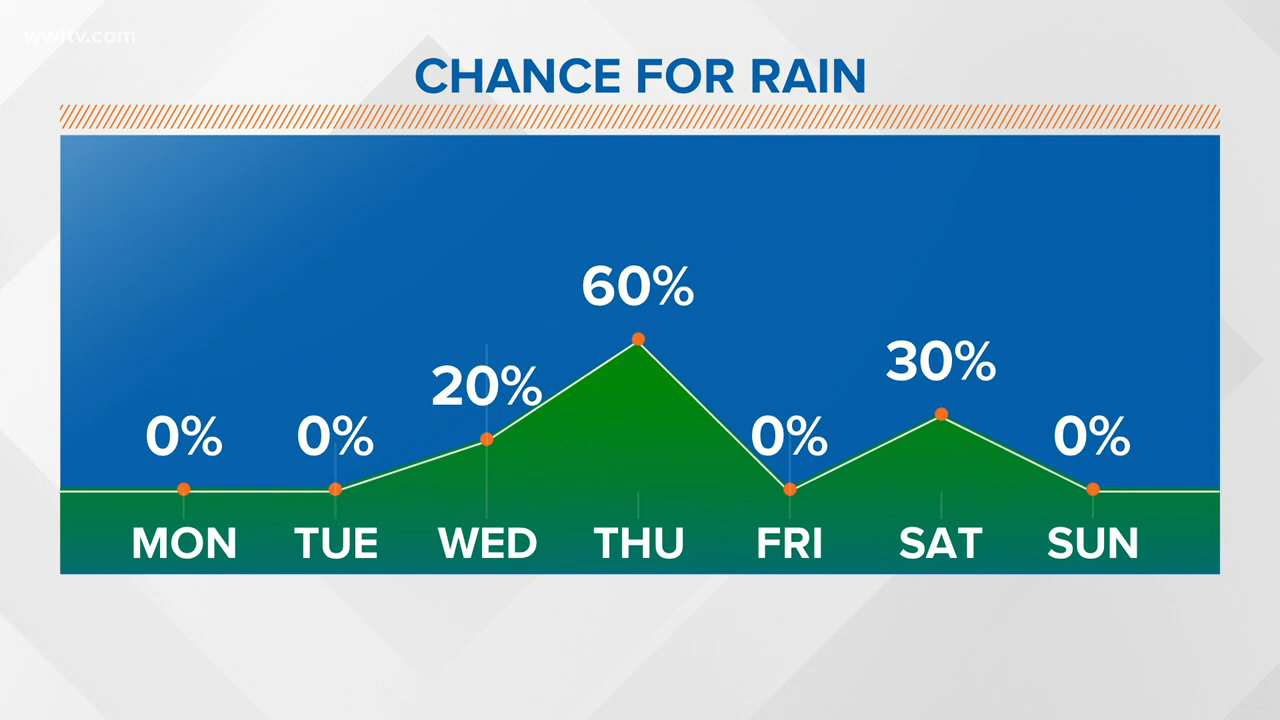 wwltv.com
CHANCE FOR RAIN
60%
30%
20%
0% 0% 0% 0%
MON TUE WED THU FRI SAT SUN